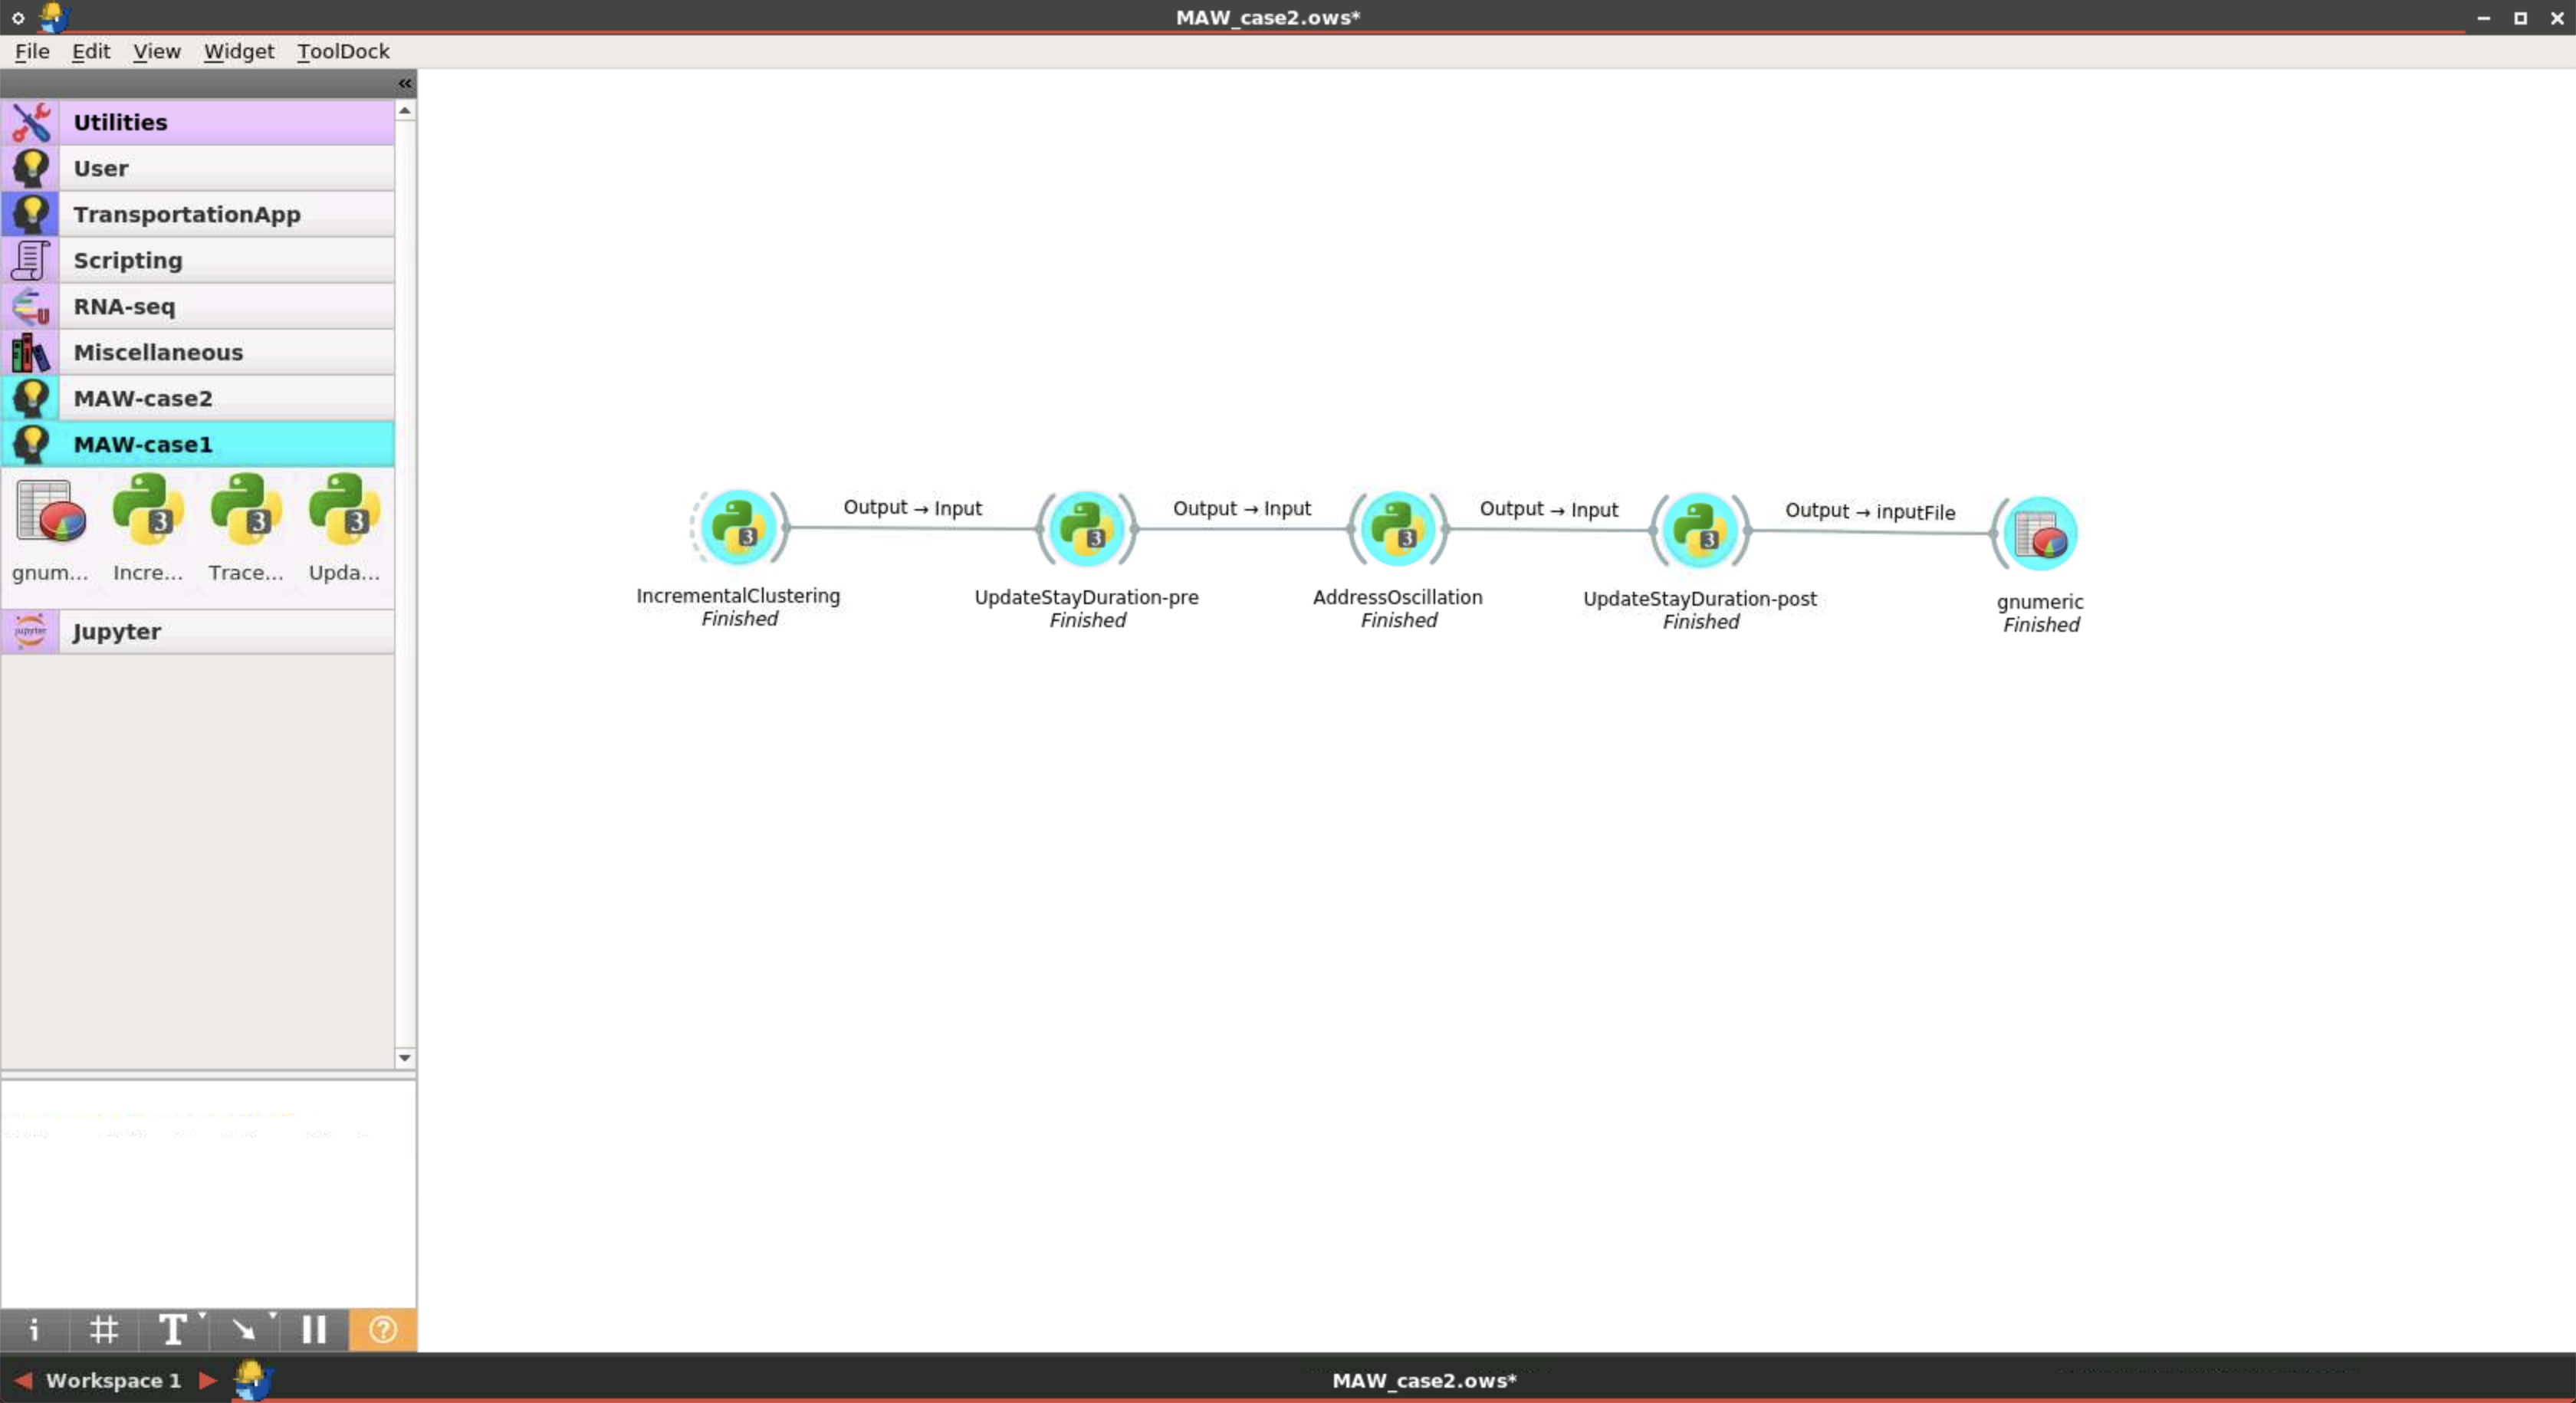 MAW_case2.ows*
File Edit View Widget ToolDock
«
Utilities
User
TransportationApp
Scripting
RNA-seq
Miscellaneous
MAW-case2
MAW-case1
gnum... Incre... Trace... Upda...
Jupyter
Output → Input
Output → Input
Output → Input
Output → inputFile
IncrementalClustering
Finished
UpdateStayDuration-pre
Finished
AddressOscillation
Finished
UpdateStayDuration-post
Finished
gnumeric
Finished
i # T ?
Workspace 1
MAW_case2.ows*